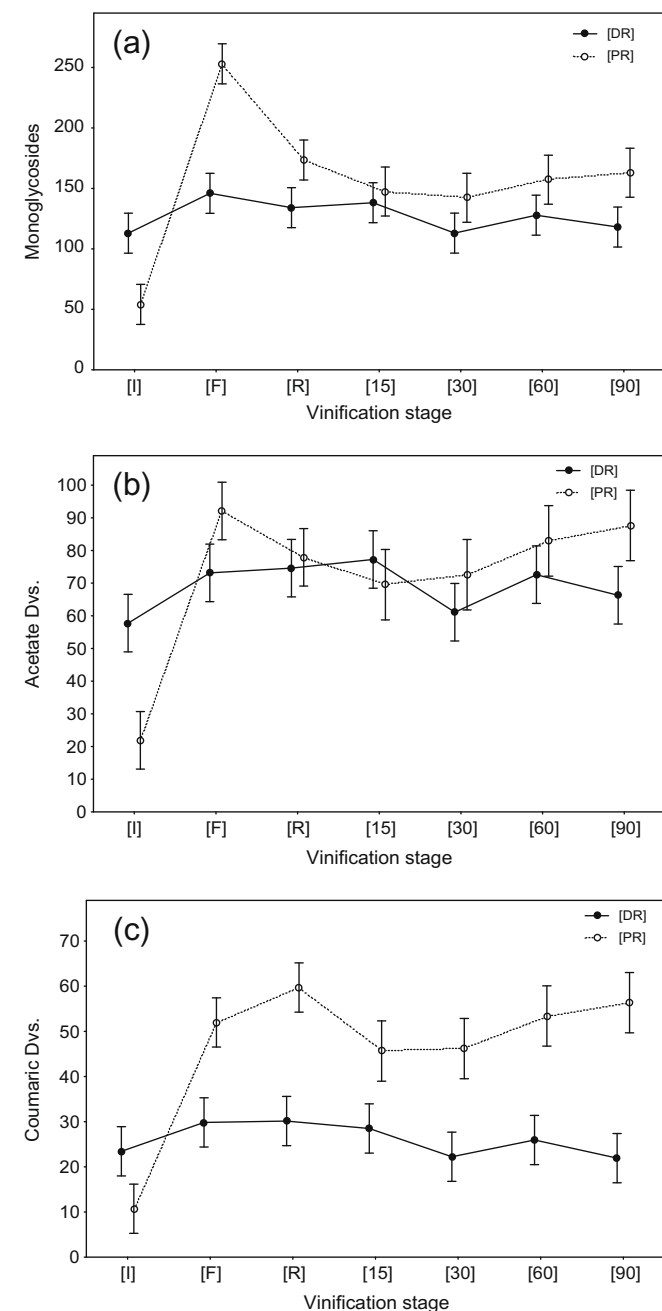 (a)
[DR]
[PR]
Monoglycosides
250
200
150
100
50
0
[I] [F] [R] [15] [30] [60] [90]
Vinification stage
(b)
[DR]
[PR]
Acetate Dvs.
100
90
80
70
60
50
40
30
20
10
0
[I] [F] [R] [15] [30] [60] [90]
Vinification stage
(c)
[DR]
[PR]
Coumaric Dvs.
70
60
50
40
30
20
10
0
[I] [F] [R] [15] [30] [60] [90]
Vinification stage